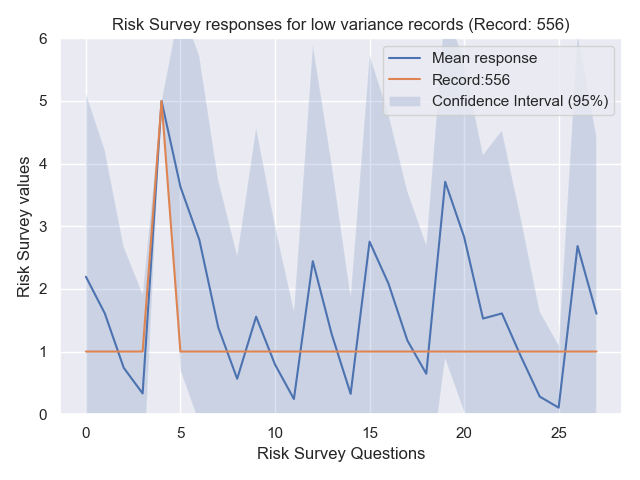 Risk Survey responses for low variance records (Record: 556)
6
5
4
3
2
1
0
Risk Survey values
Mean response
Record:556
Confidence Interval (95%)
0 5 10 15 20 25
Risk Survey Questions